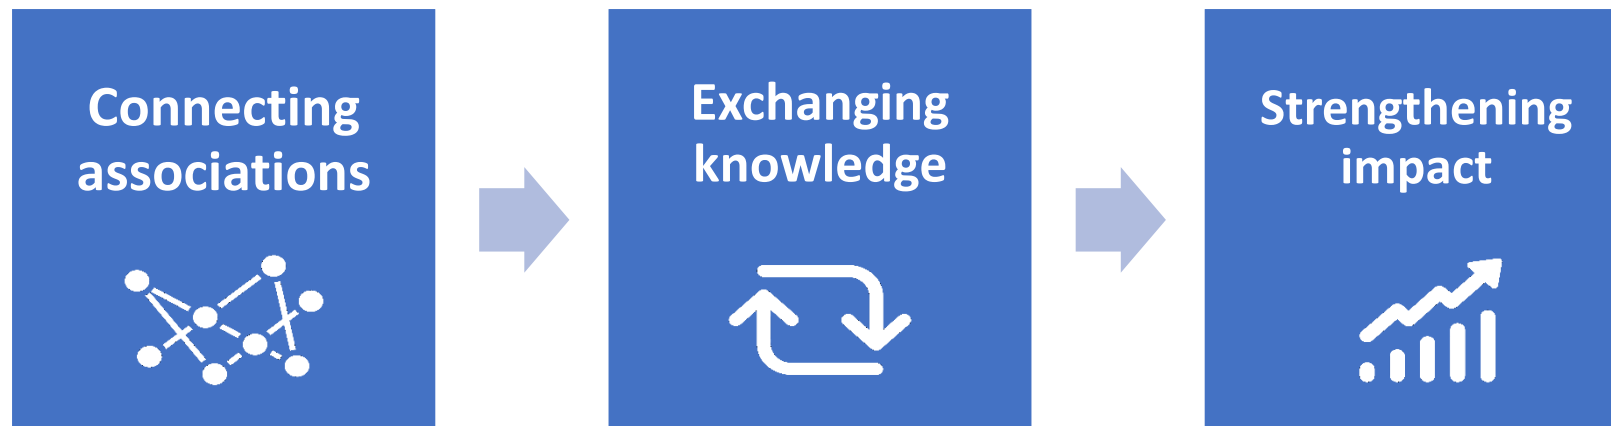 Connecting
associations
Exchanging
knowledge
Strengthening
impact